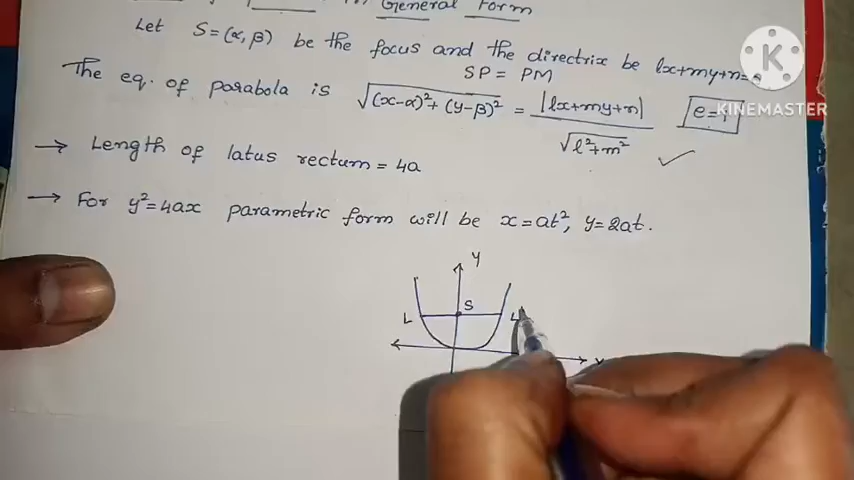 General Form
Let S=(α,β) be the focus and the directrix be lx+my+n=
SP = PM
The eq. of parabola is √(x-α)²+(y-β)² = |lx+my+n| / √l²+m² e=1
→ Length of latus rectum = 4a
→ For y²=4ax parametric form will be x=at², y=2at.
y
S
L L
K
KINEMASTER